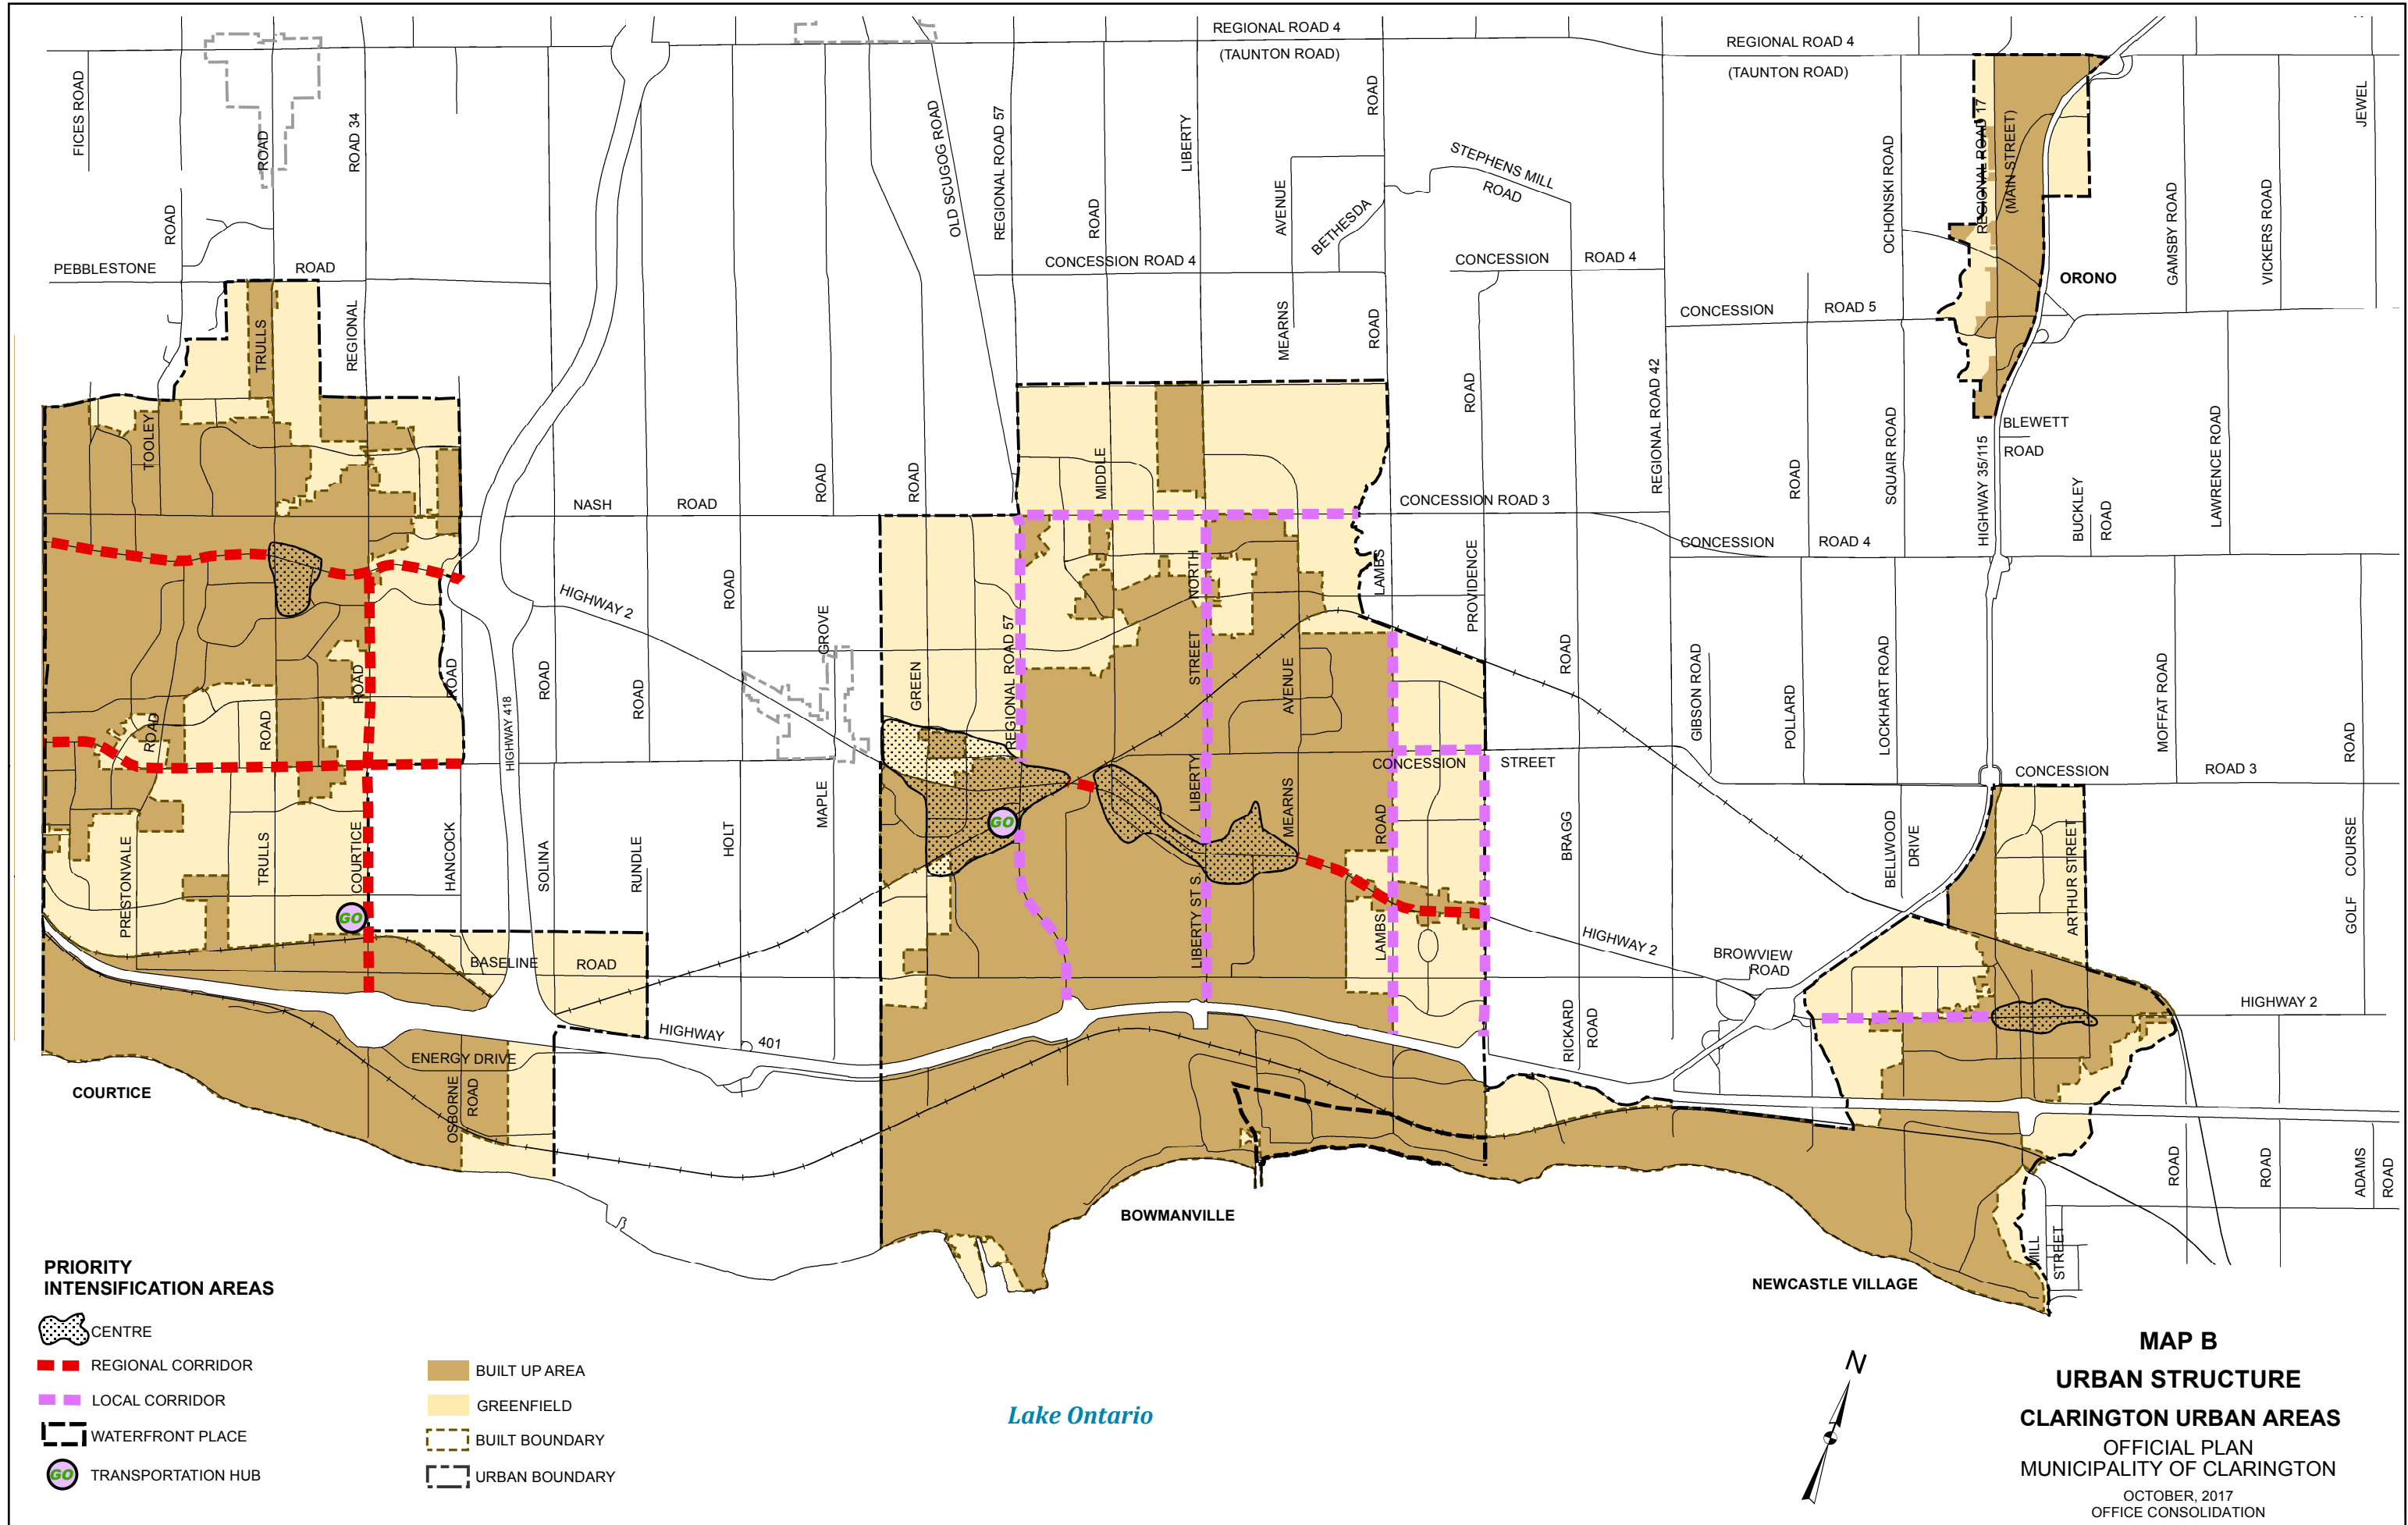 REGIONAL ROAD 4
(TAUNTON ROAD)
REGIONAL ROAD 4
(TAUNTON ROAD)
FICES ROAD
ROAD
ROAD
ROAD 34
OLD SCUGOG ROAD
REGIONAL ROAD 57
ROAD
LIBERTY
AVENUE
ROAD
BETHESDA
STEPHENS MILL
ROAD
OCHONSKI ROAD
REGIONAL ROAD 17
(MAIN STREET)
GAMSBY ROAD
VICKERS ROAD
JEWEL
PEBBLESTONE
ROAD
CONCESSION ROAD 4
CONCESSION
ROAD 4
ORONO
CONCESSION
ROAD 5
TRULLS
REGIONAL
MEARNS
ROAD
ROAD
REGIONAL ROAD 42
TOOLEY
ROAD
ROAD
MIDDLE
ROAD
SQUAIR ROAD
HIGHWAY 35/115
BLEWETT
ROAD
BUCKLEY
ROAD
LAWRENCE ROAD
NASH
ROAD
CONCESSION ROAD 3
CONCESSION
ROAD 4
HIGHWAY 2
ROAD
GROVE
NORTH
LAMBS
PROVIDENCE
ROAD
ROAD
ROAD
ROAD
ROAD
ROAD
ROAD
GREEN
REGIONAL ROAD 57
STREET
AVENUE
ROAD
GIBSON ROAD
POLLARD
LOCKHART ROAD
MOFFAT ROAD
ROAD
HIGHWAY 418
CONCESSION
STREET
CONCESSION
ROAD 3
PRESTONVALE
TRULLS
COURTICE
HANCOCK
SOLINA
RUNDLE
HOLT
MAPLE
GO
LIBERTY
MEARNS
ROAD
BRAGG
BELLWOOD
DRIVE
ARTHUR STREET
GOLF COURSE
GO
LIBERTY ST S.
LAMBS
HIGHWAY 2
BROWVIEW
ROAD
BASELINE
ROAD
HIGHWAY 2
HIGHWAY
401
RICKARD
ROAD
ENERGY DRIVE
OSBORNE
ROAD
COURTICE
ROAD
ROAD
ADAMS
ROAD
BOWMANVILLE
MILL
STREET
NEWCASTLE VILLAGE
PRIORITY
INTENSIFICATION AREAS
CENTRE
REGIONAL CORRIDOR
LOCAL CORRIDOR
WATERFRONT PLACE
GO TRANSPORTATION HUB
BUILT UP AREA
GREENFIELD
BUILT BOUNDARY
URBAN BOUNDARY
Lake Ontario
N
MAP B
URBAN STRUCTURE
CLARINGTON URBAN AREAS
OFFICIAL PLAN
MUNICIPALITY OF CLARINGTON
OCTOBER, 2017
OFFICE CONSOLIDATION